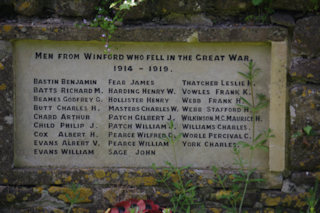 MEN FROM WINFORD WHO FELL IN THE GREAT WAR
1914 - 1919.
BASTIN BENJAMIN
BATTS RICHARD M.
BEAMES GODFREY G.
BUTT CHARLES H.
CHARD ARTHUR
CHILD PHILIP J.
COX ALBERT H.
EVANS ALBERT V.
EVANS WILLIAM
FEAR JAMES
HARDING HENRY W.
HOLLISTER HENRY
MASTERS CHARLES W.
PATCH GILBERT J.
PATCH WILLIAM J.
PEARCE WILFRED C.
PEARCE WILLIAM
SAGE JOHN
THATCHER LESLIE
VOWLES FRANK K.
WEBB FRANK H.
WEBB STAFFORD H.
WILKINSON M.C. MAURICE H.
WILLIAMS CHARLES.
WORLE PERCIVAL C.
YORK CHARLES.